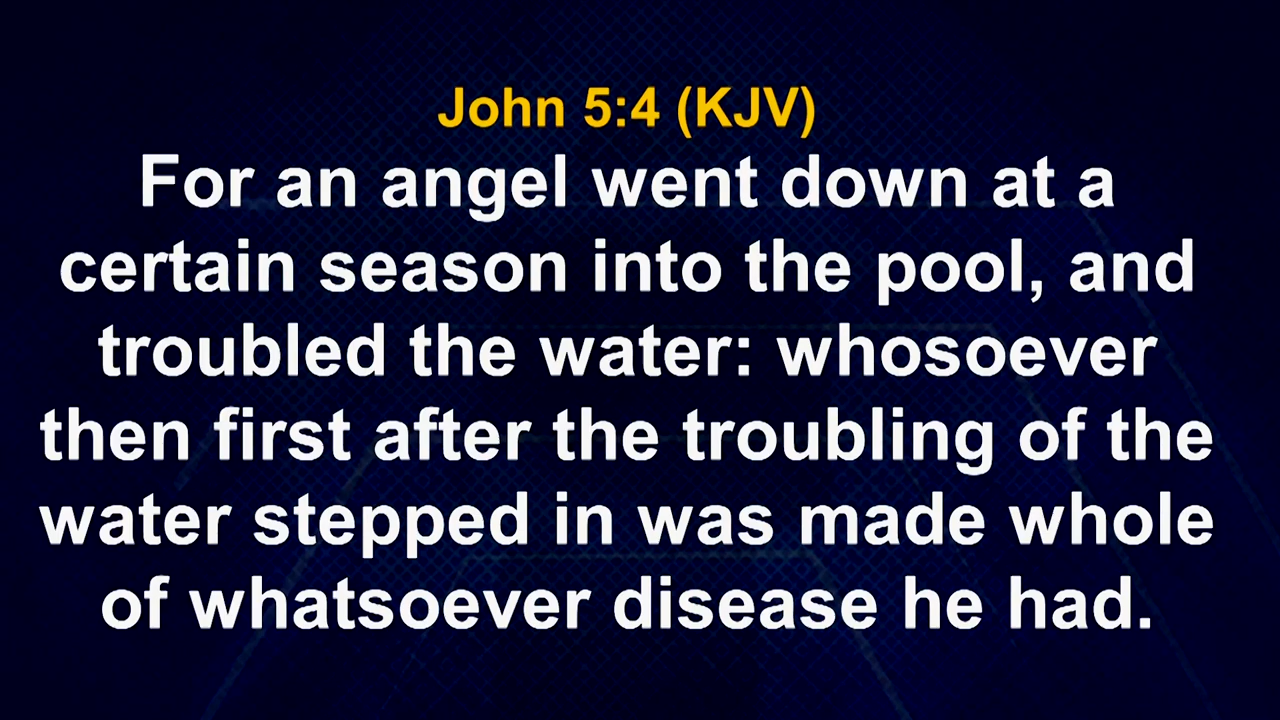 John 5:4 (KJV)
For an angel went down at a
certain season into the pool, and
troubled the water: whosoever
then first after the troubling of the
water stepped in was made whole
of whatsoever disease he had.